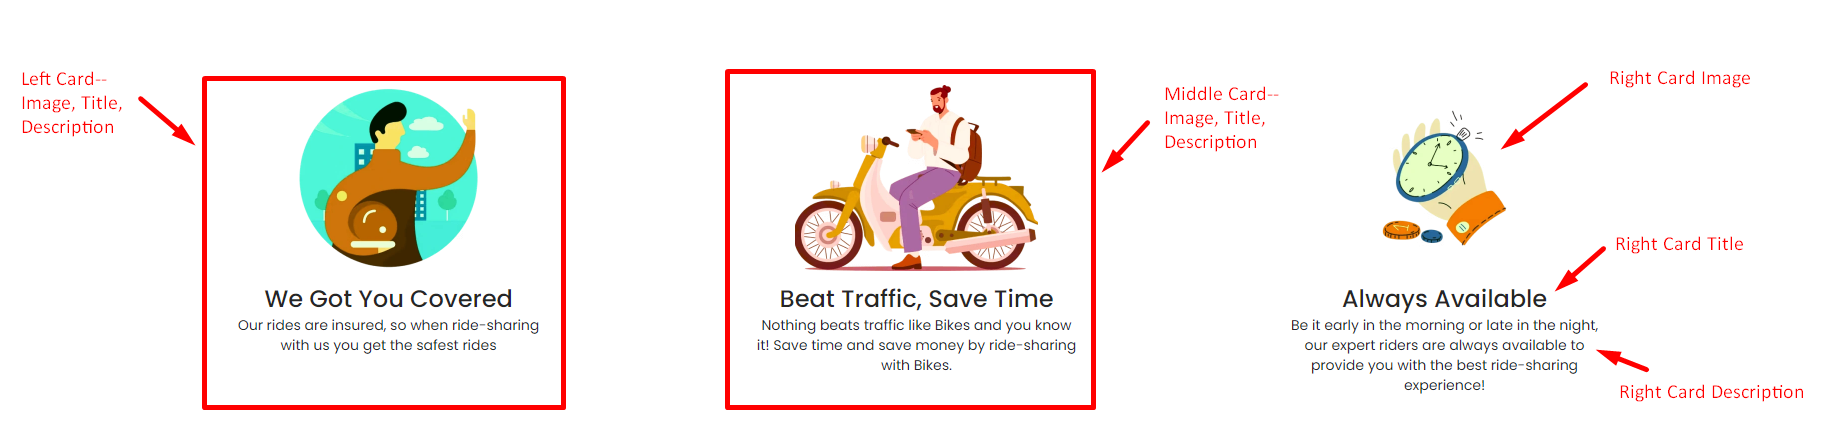 Left Card--
Image, Title,
Description
We Got You Covered
Our rides are insured, so when ride-sharing
with us you get the safest rides
Middle Card--
Image, Title,
Description
Beat Traffic, Save Time
Nothing beats traffic like Bikes and you know
it! Save time and save money by ride-sharing
with Bikes.
Right Card Image
Right Card Title
Always Available
Be it early in the morning or late in the night,
our expert riders are always available to
provide you with the best ride-sharing
experience!
Right Card Description